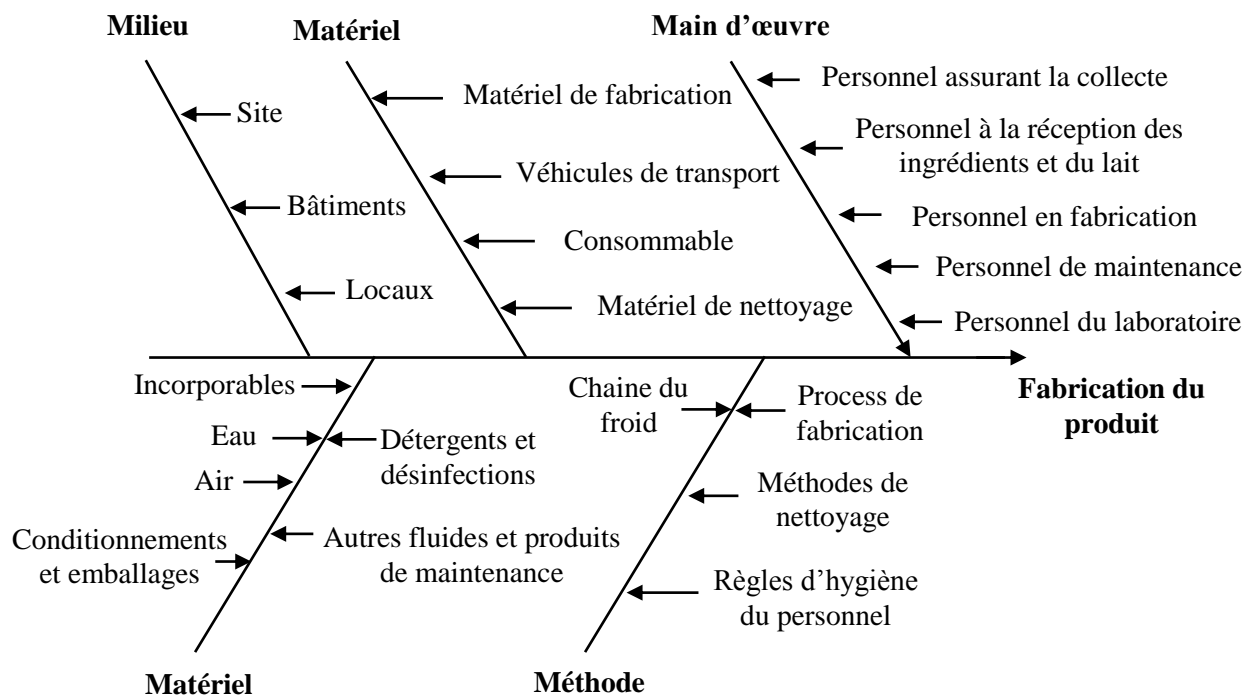 Milieu
Matériel
Main d’œuvre
Personnel assurant la collecte
Matériel de fabrication
Site
Personnel à la réception des
ingrédients et du lait
Véhicules de transport
Bâtiments
Personnel en fabrication
Consommable
Personnel de maintenance
Locaux
Matériel de nettoyage
Personnel du laboratoire
Incorporables
Chaine du
froid
Process de
fabrication
Fabrication du
produit
Eau
Détergents et
désinfections
Air
Méthodes de
nettoyage
Conditionnements
et emballages
Autres fluides et produits
de maintenance
Règles d’hygiène
du personnel
Matériel
Méthode